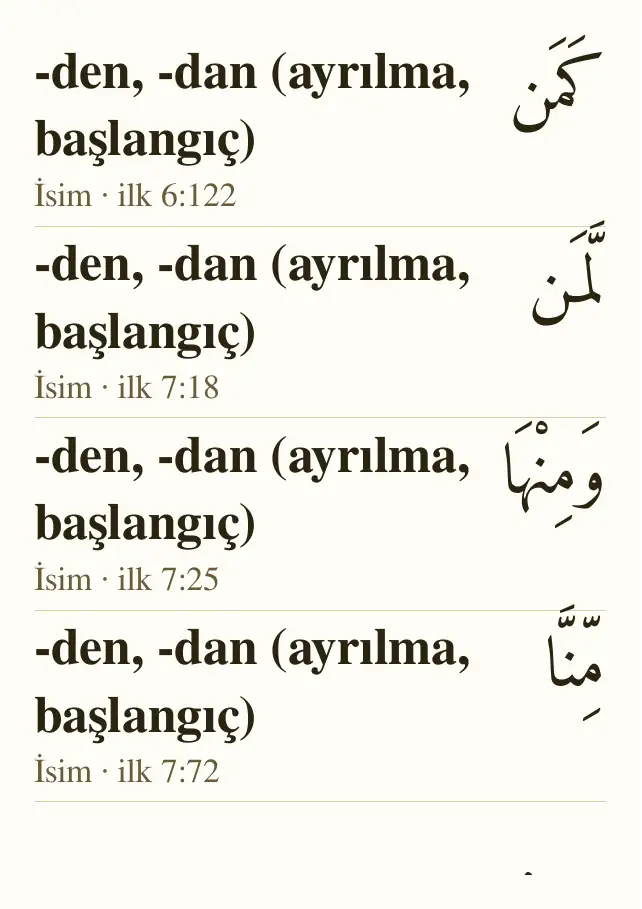 -den, -dan (ayrılma, كَمَن
başlangıç)
İsim · ilk 6:122
-den, -dan (ayrılma, لَّمَن
başlangıç)
İsim · ilk 7:18
-den, -dan (ayrılma, وَمِنْهَا
başlangıç)
İsim · ilk 7:25
-den, -dan (ayrılma, مِّنَّا
başlangıç)
İsim · ilk 7:72